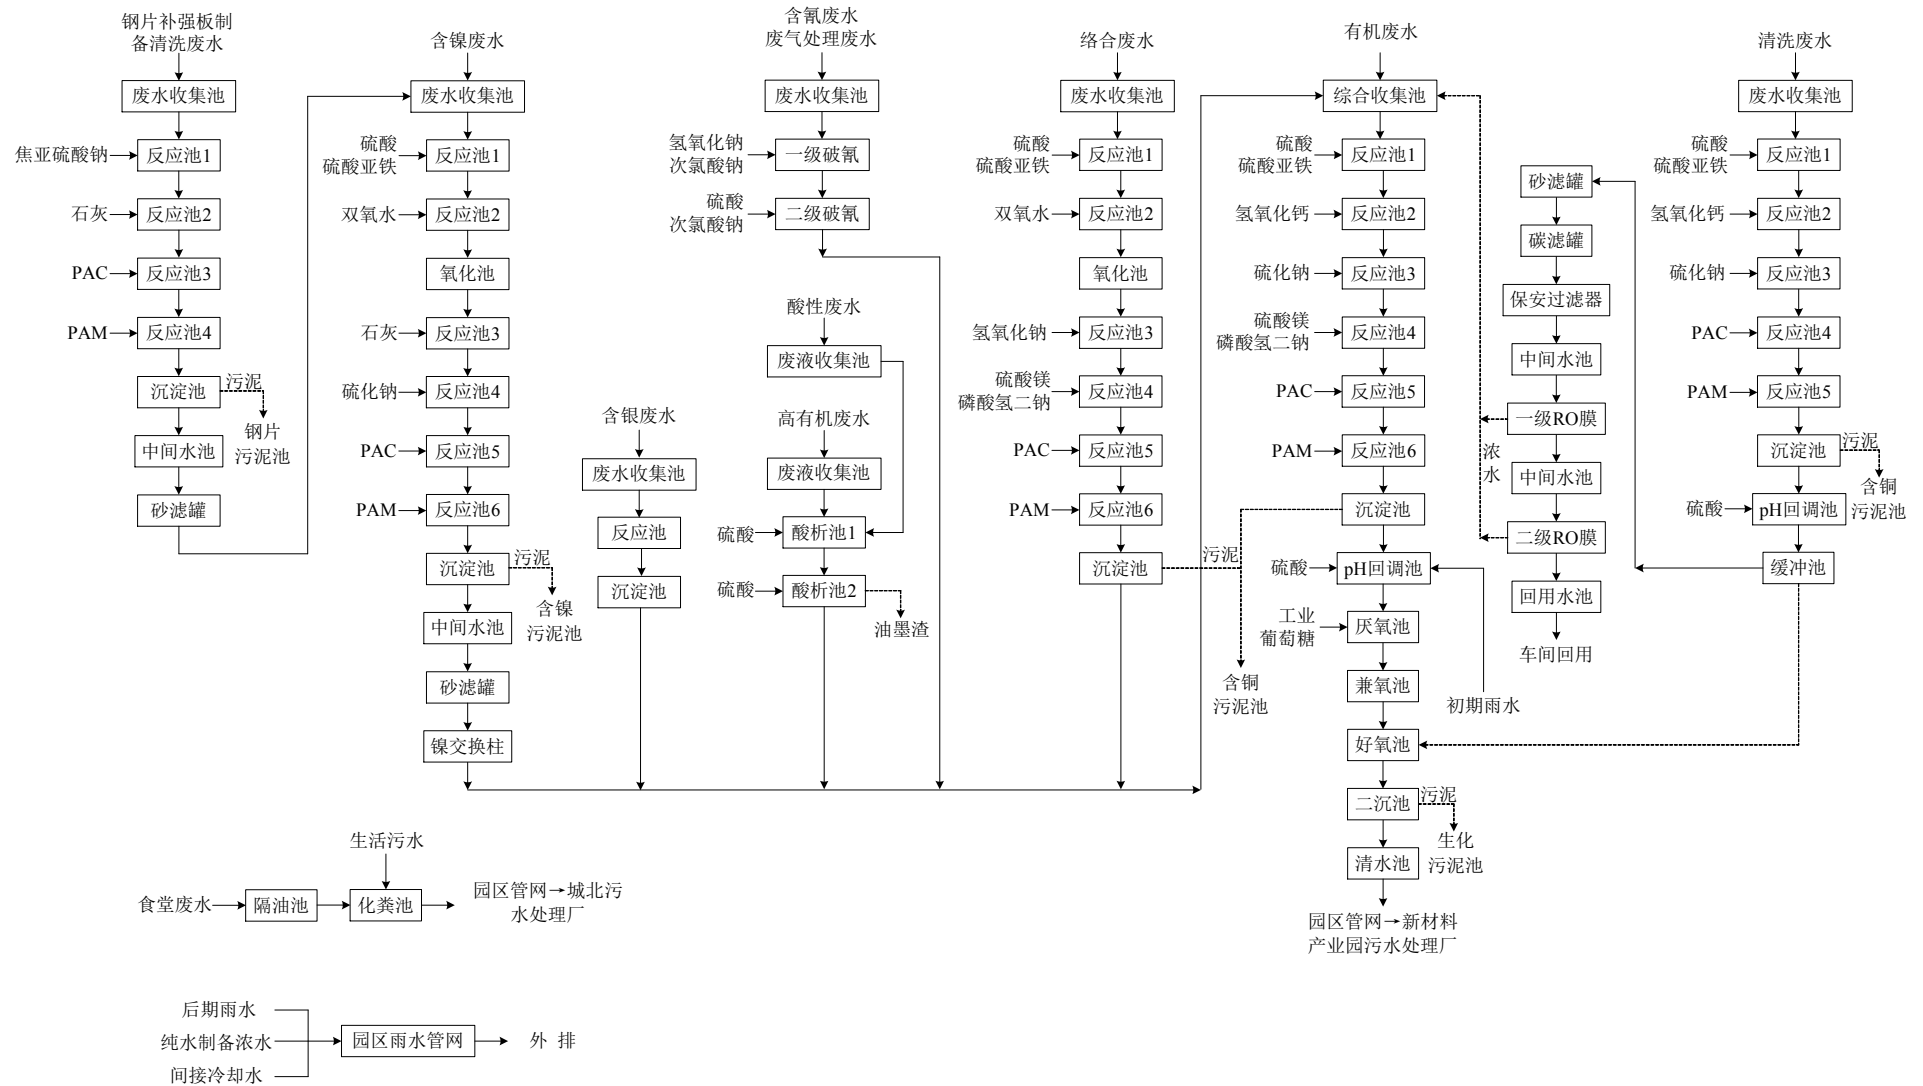 钢片补强板制
备清洗废水
废水收集池
焦亚硫酸钠
反应池1
石灰
反应池2
PAC
反应池3
PAM
反应池4
沉淀池
污泥
钢片
污泥池
中间水池
砂滤罐
含镍废水
废水收集池
硫酸
硫酸亚铁
反应池1
双氧水
反应池2
氧化池
石灰
反应池3
硫化钠
反应池4
PAC
反应池5
PAM
反应池6
沉淀池
污泥
含镍
污泥池
中间水池
砂滤罐
镍交换柱
含银废水
废水收集池
反应池
沉淀池
含氰废水
废气处理废水
废水收集池
氢氧化钠
次氯酸钠
一级破氰
硫酸
次氯酸钠
二级破氰
酸性废水
废液收集池
高有机废水
废液收集池
硫酸
酸析池1
硫酸
酸析池2
油墨渣
络合废水
废水收集池
硫酸
硫酸亚铁
反应池1
双氧水
反应池2
氧化池
氢氧化钠
反应池3
硫酸镁
磷酸氢二钠
反应池4
PAC
反应池5
PAM
反应池6
沉淀池
污泥
含铜
污泥池
有机废水
综合收集池
硫酸
硫酸亚铁
反应池1
氢氧化钙
反应池2
硫化钠
反应池3
硫酸镁
磷酸氢二钠
反应池4
PAC
反应池5
PAM
反应池6
沉淀池
硫酸
pH回调池
工业
葡萄糖
厌氧池
兼氧池
初期雨水
好氧池
二沉池
污泥
生化
污泥池
清水池
园区管网→新材料
产业园污水处理厂
砂滤罐
碳滤罐
保安过滤器
中间水池
一级RO膜
浓
水
中间水池
二级RO膜
回用水池
车间回用
清洗废水
废水收集池
硫酸
硫酸亚铁
反应池1
氢氧化钙
反应池2
硫化钠
反应池3
PAC
反应池4
PAM
反应池5
沉淀池
污泥
含铜
污泥池
硫酸
pH回调池
缓冲池
生活污水
食堂废水
隔油池
化粪池
园区管网→城北污
水处理厂
后期雨水
纯水制备浓水
间接冷却水
园区雨水管网
外 排